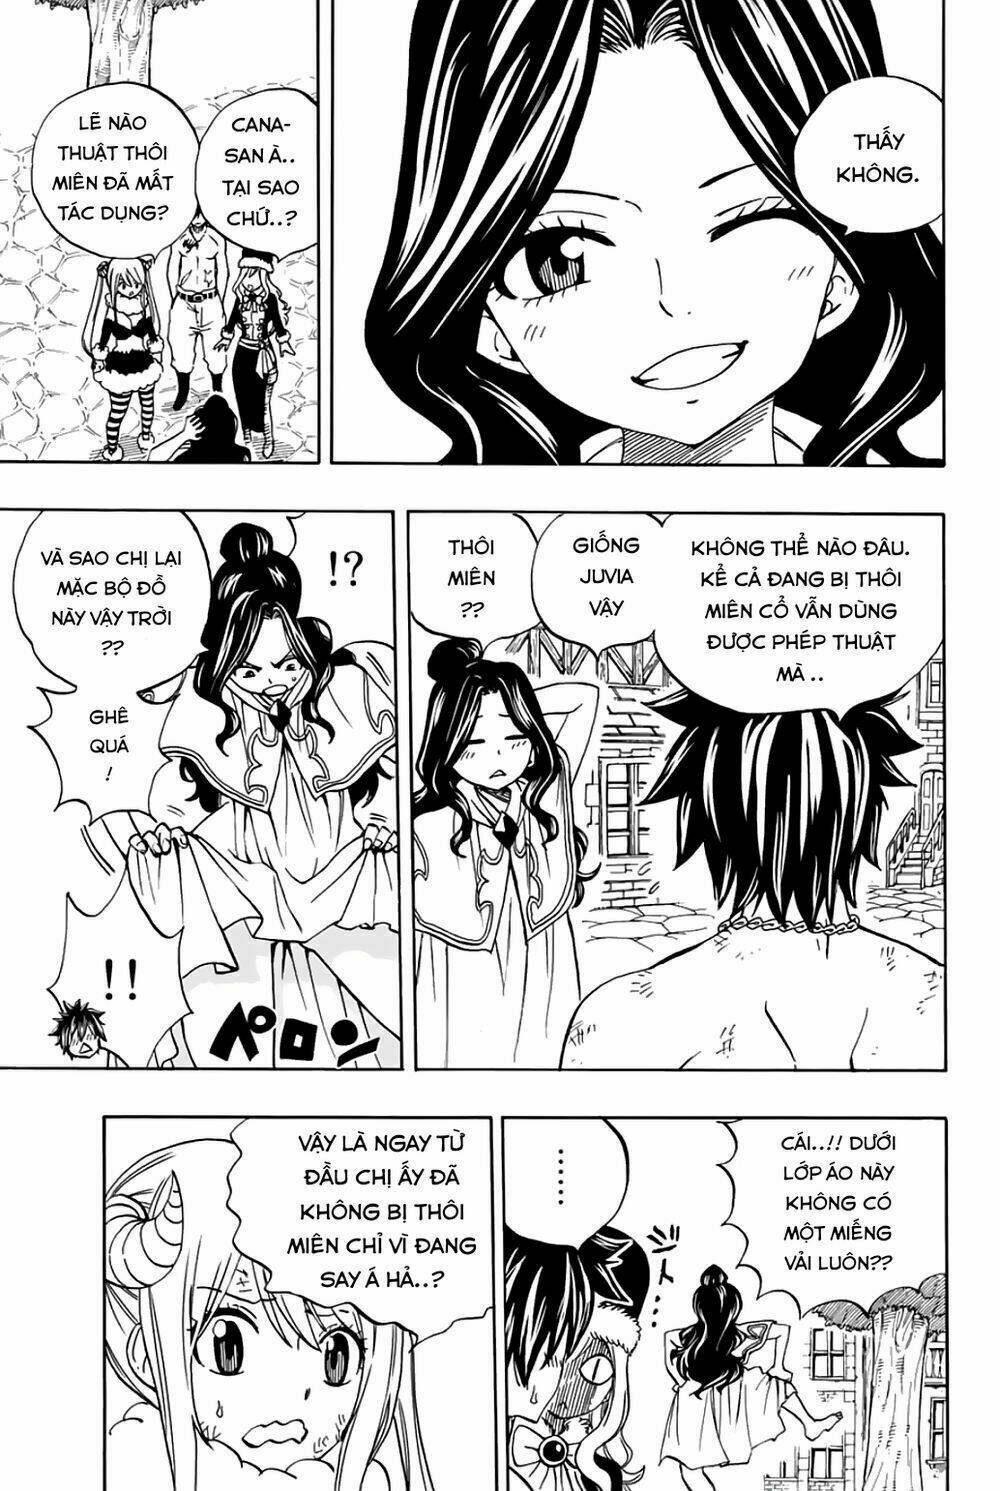 THẤY
KHÔNG.
CANA-
SAN À..
TẠI SAO
CHỨ..?
LẼ NÀO
THUẬT THÔI
MIÊN ĐÃ MẤT
TÁC DỤNG?
KHÔNG THỂ NÀO ĐÂU.
KỂ CẢ ĐANG BỊ THÔI
MIÊN CỔ VẪN DÙNG
ĐƯỢC PHÉP THUẬT
MÀ ..
GIỐNG
JUVIA
VẬY
THÔI
MIÊN
??
!?
VÀ SAO CHỊ LẠI
MẶC BỘ ĐỒ
NÀY VẬY TRỜI
??
GHÊ
QUÁ
!
!!
ペロン
CÁI..!! DƯỚI
LỚP ÁO NÀY
KHÔNG CÓ
MỘT MIẾNG
VẢI LUÔN??
......
VẬY LÀ NGAY TỪ
ĐẦU CHỊ ẤY ĐÃ
KHÔNG BỊ THÔI
MIÊN CHỈ VÌ ĐANG
SAY Á HẢ..?